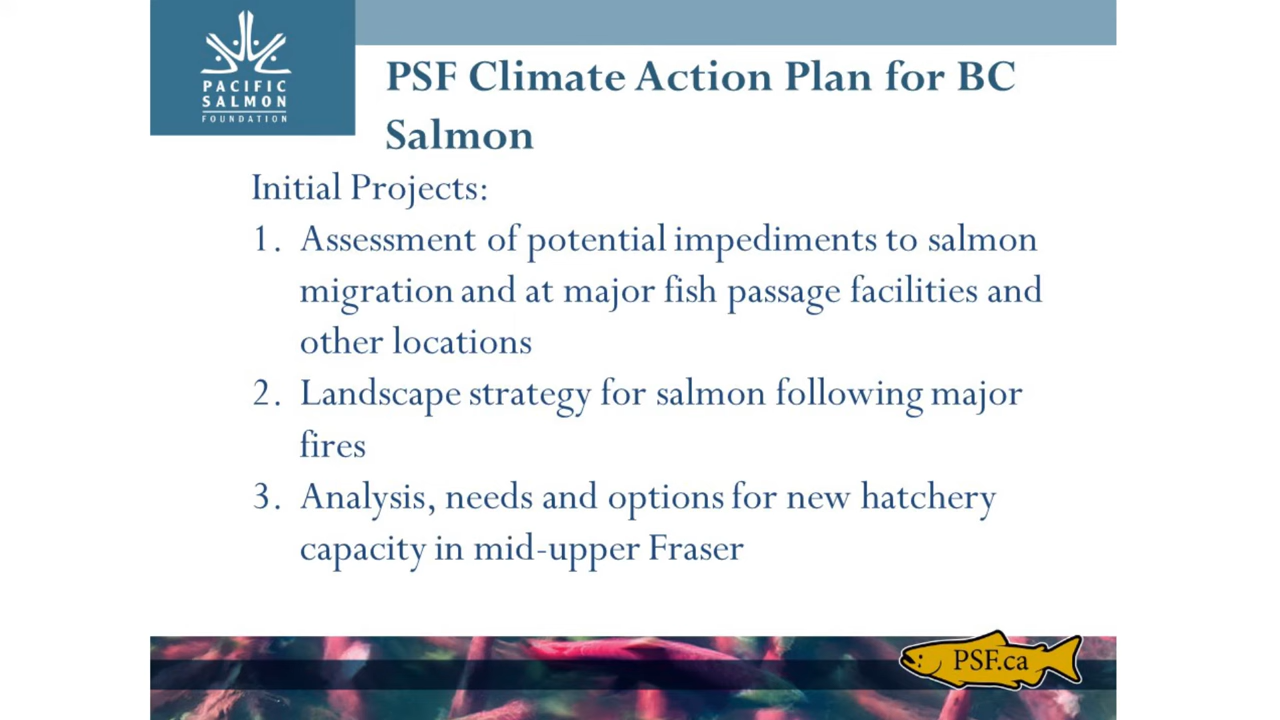 PACIFIC
SALMON
FOUNDATION
PSF Climate Action Plan for BC
Salmon
Initial Projects:
1. Assessment of potential impediments to salmon
migration and at major fish passage facilities and
other locations
2. Landscape strategy for salmon following major
fires
3. Analysis, needs and options for new hatchery
capacity in mid-upper Fraser
PSF.ca